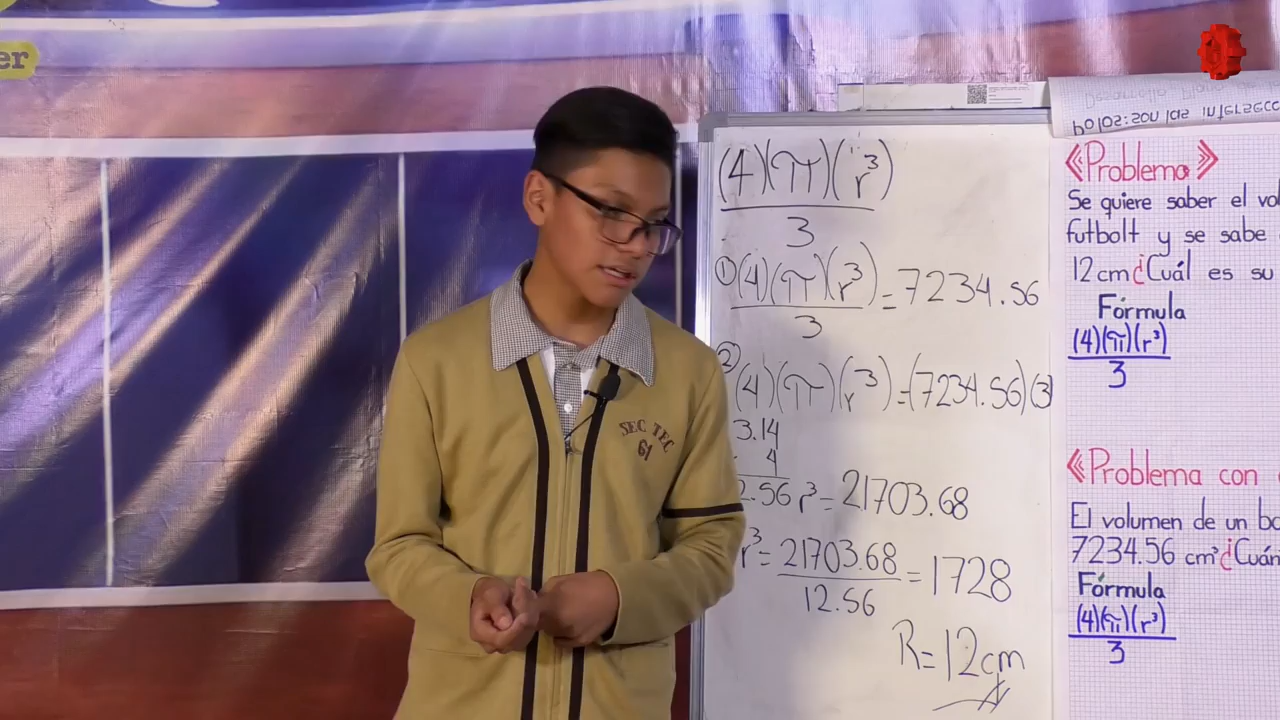 er
(4)(π)(r³)
3
① (4)(π)(r³) = 7234.56
3
② (4)(π)(r³) = (7234.56)(3)
3.14
4
2.56 r³ = 21703.68
r³ = 21703.68 = 1728
12.56
R = 12cm
SEC TEC
61
《Problema》
Se quiere saber el vo
futbolt y se sabe
12 cm ¿Cuál es su
Fórmula
(4)(π)(r³)
3
《Problema con
El volumen de un ba
7234.56 cm³ ¿Cuán
Fórmula
(4)(π)(r³)
3